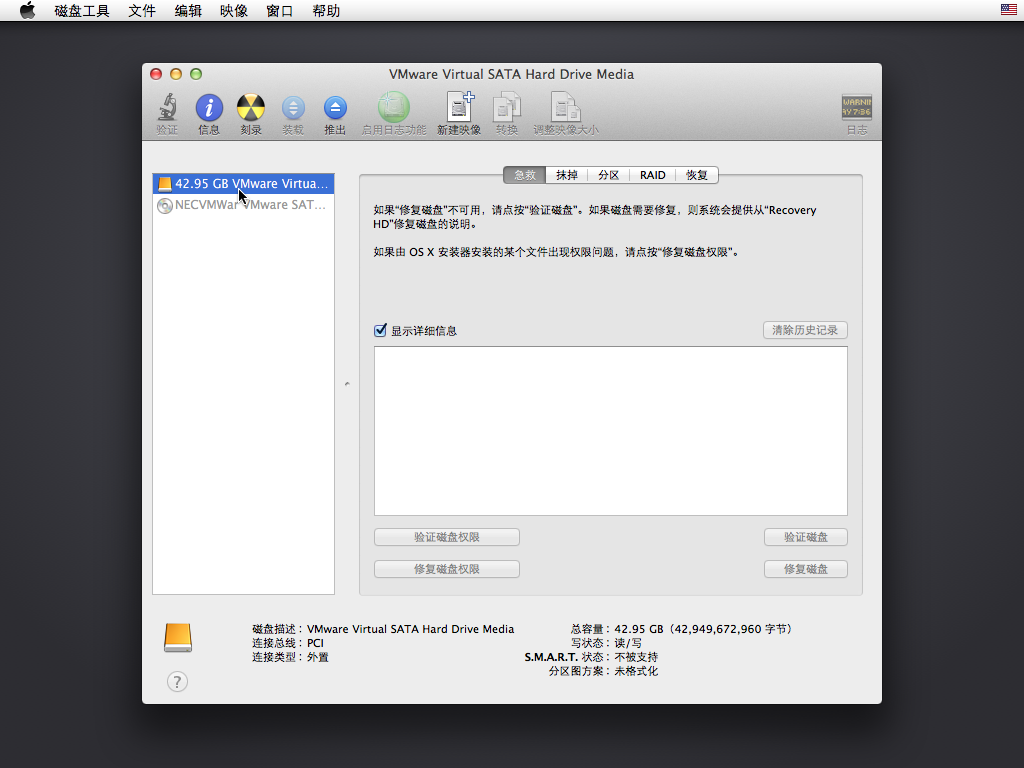 磁盘工具 文件 编辑 映像 窗口 帮助
VMware Virtual SATA Hard Drive Media
验证 信息 刻录 装载 推出 启用日志功能 新建映像 转换 调整映像大小 日志
WARNIN
AY 7:36
42.95 GB VMware Virtua...
NECVMWar VMware SAT...
急救 抹掉 分区 RAID 恢复
如果“修复磁盘”不可用，请点按“验证磁盘”。如果磁盘需要修复，则系统会提供从“Recovery
HD”修复磁盘的说明。
如果由 OS X 安装器安装的某个文件出现权限问题，请点按“修复磁盘权限”。
显示详细信息 清除历史记录
验证磁盘权限 验证磁盘
修复磁盘权限 修复磁盘
磁盘描述：VMware Virtual SATA Hard Drive Media 总容量：42.95 GB（42,949,672,960 字节）
连接总线：PCI 写状态：读/写
连接类型：外置 S.M.A.R.T. 状态：不被支持
分区图方案：未格式化
?